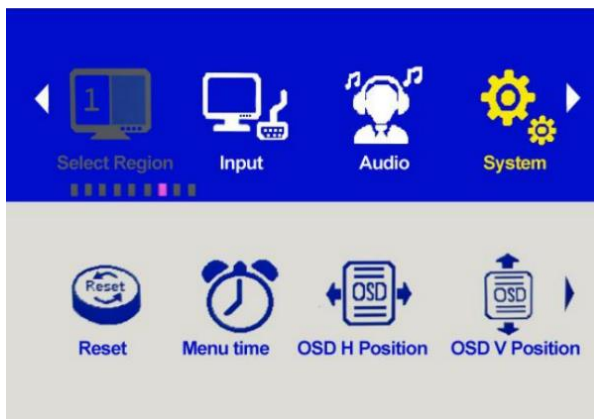 1
Select Region
Input
Audio
System
Reset
OSD
OSD
Reset
Menu time
OSD H Position
OSD V Position